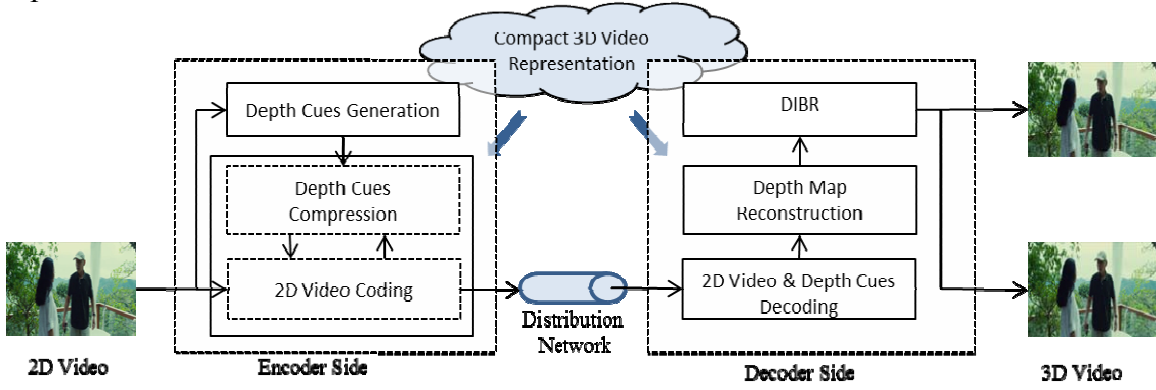 Compact 3D Video
Representation
Depth Cues Generation
Depth Cues
Compression
2D Video Coding
2D Video
Encoder Side
Distribution
Network
DIBR
Depth Map
Reconstruction
2D Video & Depth Cues
Decoding
Decoder Side
3D Video